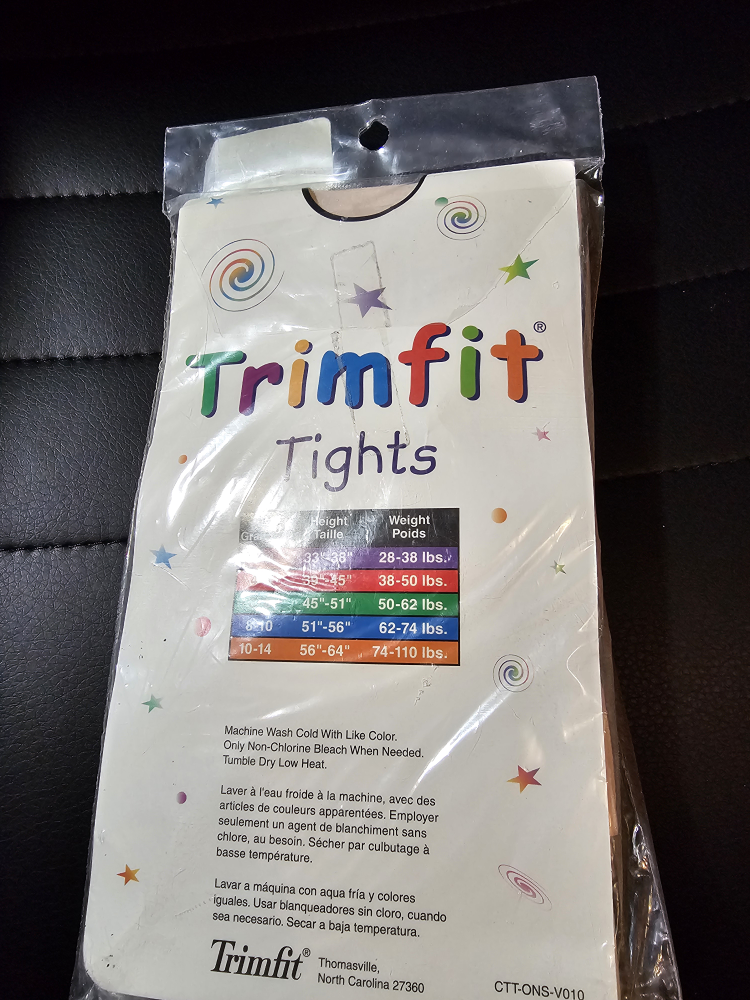 Trimfit®
Tights
Height Weight
Taille Poids
33"-38" 28-38 lbs.
39"-45" 38-50 lbs.
45"-51" 50-62 lbs.
8-10 51"-56" 62-74 lbs.
10-14 56"-64" 74-110 lbs.
Machine Wash Cold With Like Color.
Only Non-Chlorine Bleach When Needed.
Tumble Dry Low Heat.
Laver à l'eau froide à la machine, avec des
articles de couleurs apparentées. Employer
seulement un agent de blanchiment sans
chlore, au besoin. Sécher par culbutage à
basse température.
Lavar a máquina con aqua fría y colores
iguales. Usar blanqueadores sin cloro, cuando
sea necesario. Secar a baja temperatura.
Trimfit® Thomasville,
North Carolina 27360
CTT-ONS-V010